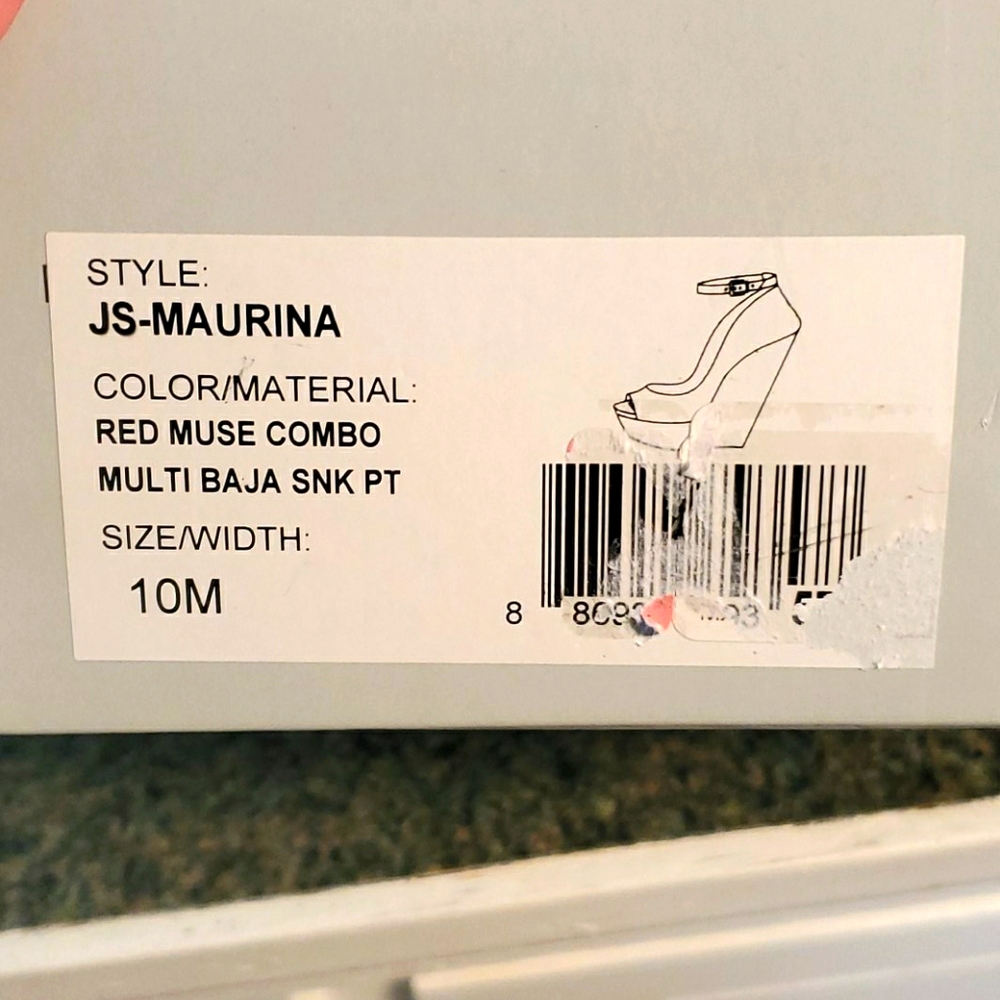 STYLE:
JS-MAURINA
COLOR/MATERIAL:
RED MUSE COMBO
MULTI BAJA SNK PT
SIZE/WIDTH:
10M
8